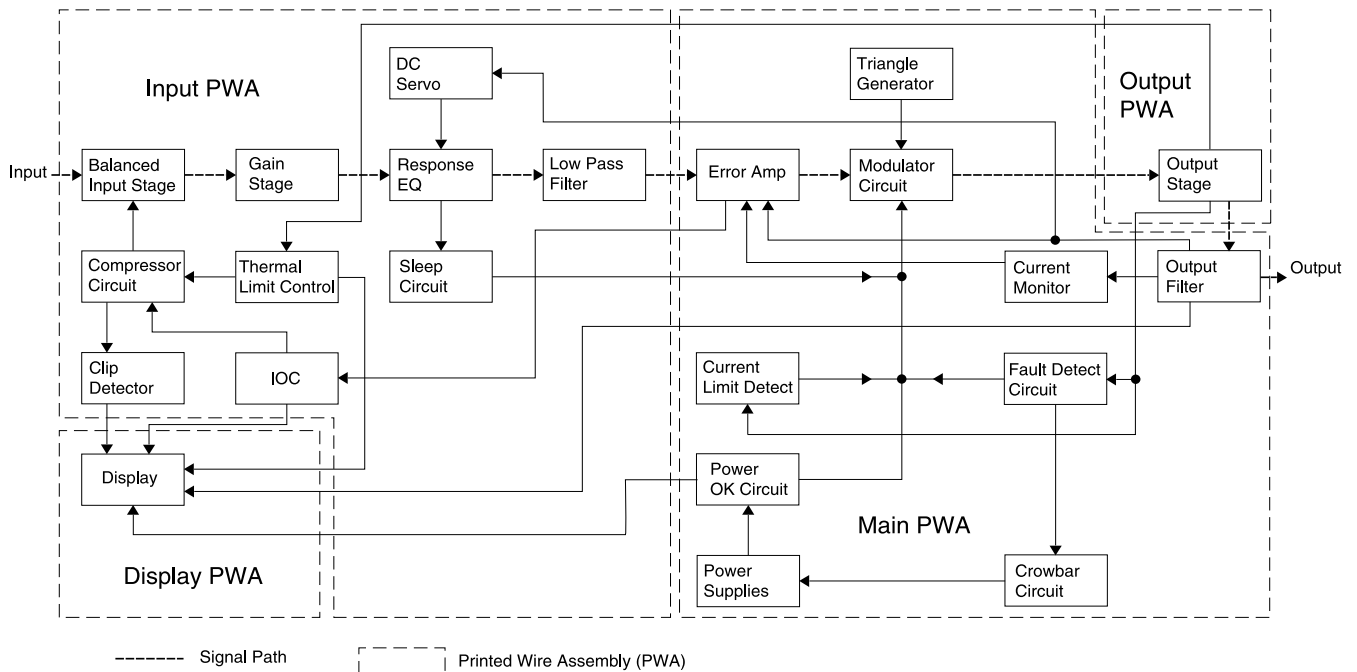 DC
Servo
Triangle
Generator
Input PWA
Output
PWA
Input
Balanced
Input Stage
Gain
Stage
Response
EQ
Low Pass
Filter
Error Amp
Modulator
Circuit
Output
Stage
Compressor
Circuit
Thermal
Limit Control
Sleep
Circuit
Current
Monitor
Output
Filter
Output
Clip
Detector
IOC
Current
Limit Detect
Fault Detect
Circuit
Display
Power
OK Circuit
Main PWA
Display PWA
Power
Supplies
Crowbar
Circuit
Signal Path
Printed Wire Assembly (PWA)